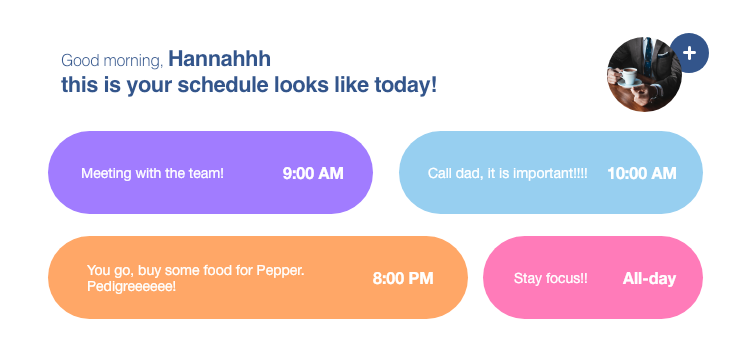 Good morning, Hannahhh
this is your schedule looks like today!
Meeting with the team! 9:00 AM
Call dad, it is important!!!! 10:00 AM
You go, buy some food for Pepper.
Pedigreeeeee! 8:00 PM
Stay focus!! All-day